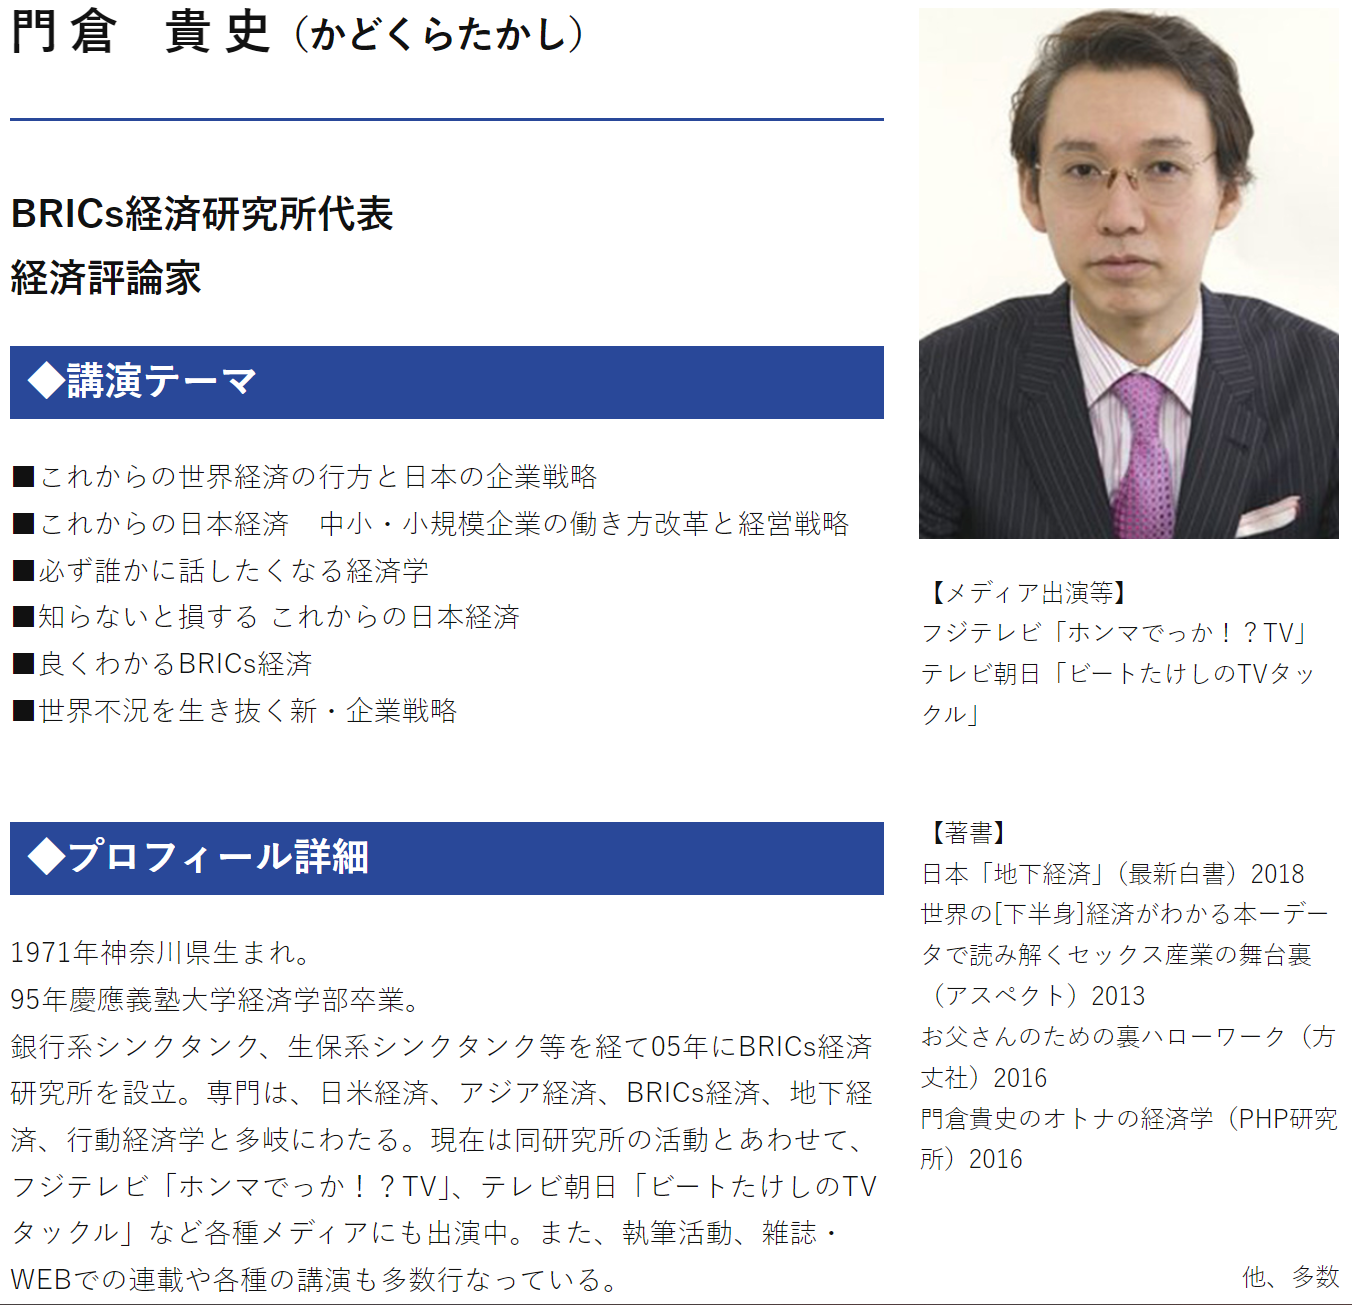 門倉　貴史（かどくらたかし）
BRICs経済研究所代表
経済評論家
◆講演テーマ
■これからの世界経済の行方と日本の企業戦略
■これからの日本経済　中小・小規模企業の働き方改革と経営戦略
■必ず誰かに話したくなる経済学
■知らないと損する これからの日本経済
■良くわかるBRICs経済
■世界不況を生き抜く新・企業戦略
◆プロフィール詳細
1971年神奈川県生まれ。
95年慶應義塾大学経済学部卒業。
銀行系シンクタンク、生保系シンクタンク等を経て05年にBRICs経済
研究所を設立。専門は、日米経済、アジア経済、BRICs経済、地下経
済、行動経済学と多岐にわたる。現在は同研究所の活動とあわせて、
フジテレビ「ホンマでっか！？TV」、テレビ朝日「ビートたけしのTV
タックル」など各種メディアにも出演中。また、執筆活動、雑誌・
WEBでの連載や各種の講演も多数行なっている。
【メディア出演等】
フジテレビ「ホンマでっか！？TV」
テレビ朝日「ビートたけしのTVタッ
クル」
【著書】
日本「地下経済」（最新白書）2018
世界の[下半身]経済がわかる本ーデー
タで読み解くセックス産業の舞台裏
（アスペクト）2013
お父さんのための裏ハローワーク（方
丈社）2016
門倉貴史のオトナの経済学（PHP研究
所）2016
他、多数